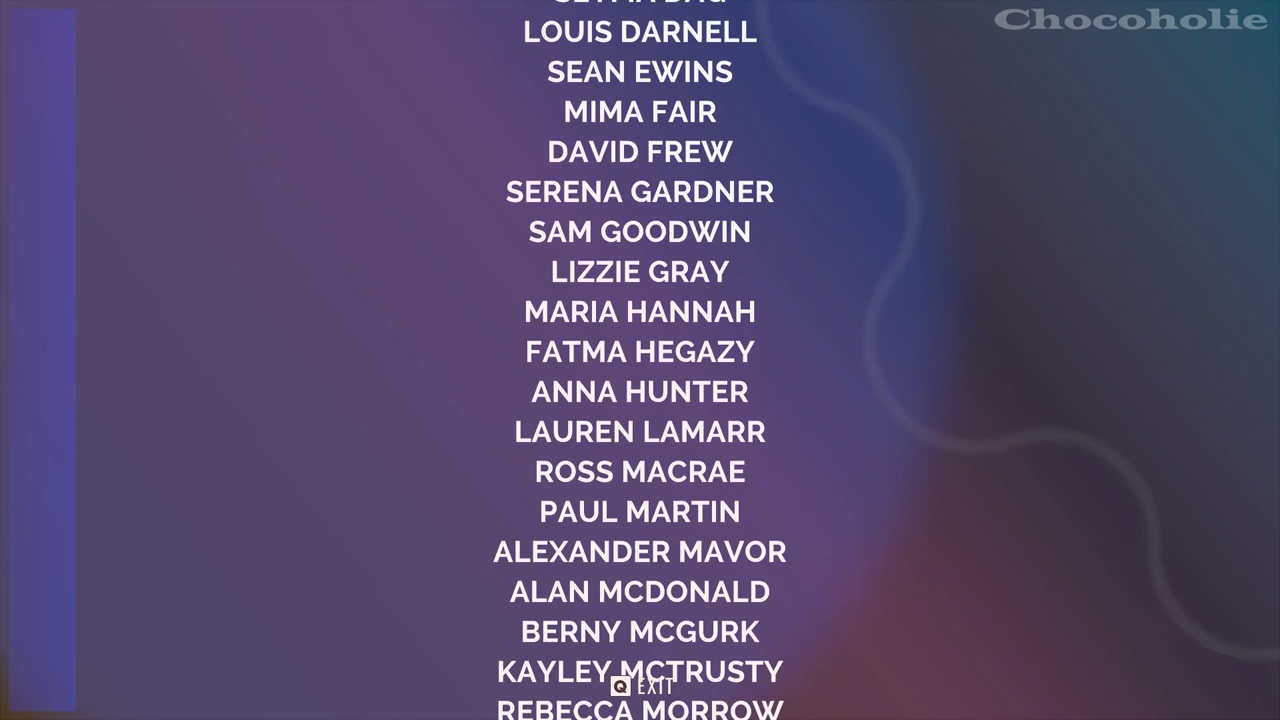 Chocoholie
LOUIS DARNELL
SEAN EWINS
MIMA FAIR
DAVID FREW
SERENA GARDNER
SAM GOODWIN
LIZZIE GRAY
MARIA HANNAH
FATMA HEGAZY
ANNA HUNTER
LAUREN LAMARR
ROSS MACRAE
PAUL MARTIN
ALEXANDER MAVOR
ALAN MCDONALD
BERNY MCGURK
KAYLEY MCTRUSTY
Q EXIT
REBECCA MORROW